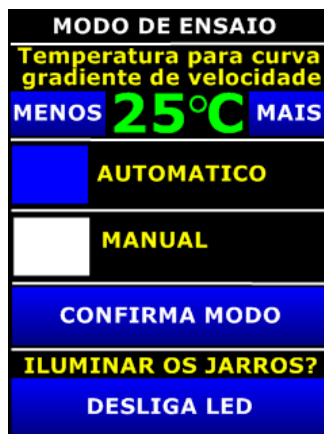 MODO DE ENSAIO
Temperatura para curva
gradiente de velocidade
MENOS 25°C MAIS
AUTOMATICO
MANUAL
CONFIRMA MODO
ILUMINAR OS JARROS?
DESLIGA LED